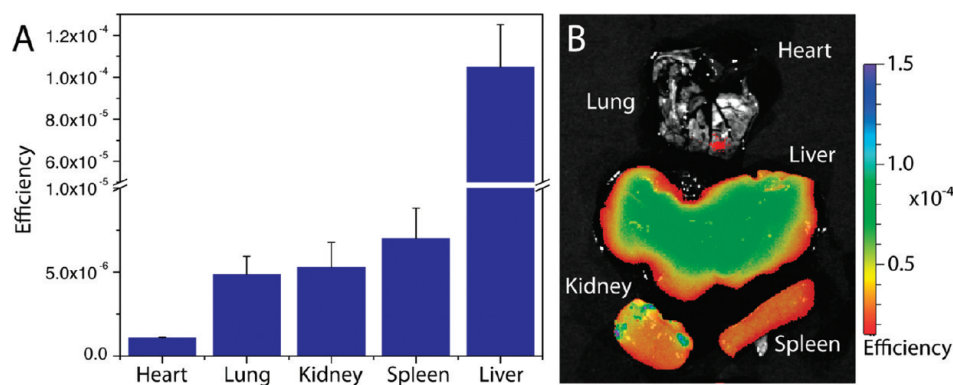 A
Efficiency
1.2x10-4
1.0x10-4
8.0x10-5
6.0x10-5
1.0x10-5
5.0x10-6
0.0
Heart Lung Kidney Spleen Liver
B
Heart
Lung
Liver
Kidney
Spleen
1.5
1.0
x10-4
0.5
Efficiency